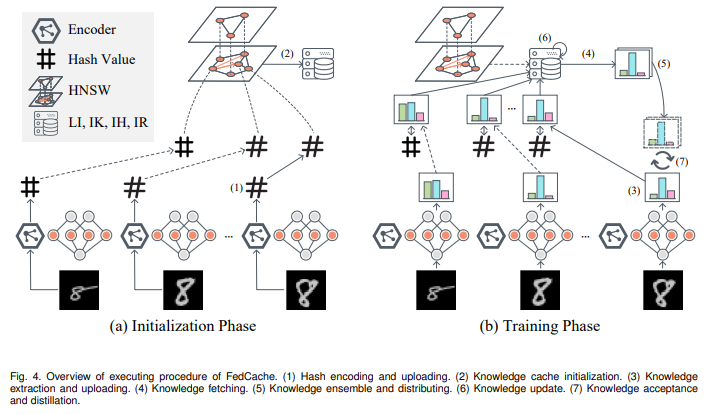 Encoder
Hash Value
HNSW
LI, IK, IH, IR
(2)
#
#
#
#
#
(1) #
...
(a) Initialization Phase
(6)
(4)
(5)
...
#
#
#
(7)
(3)
...
(b) Training Phase
Fig. 4. Overview of executing procedure of FedCache. (1) Hash encoding and uploading. (2) Knowledge cache initialization. (3) Knowledge
extraction and uploading. (4) Knowledge fetching. (5) Knowledge ensemble and distributing. (6) Knowledge update. (7) Knowledge acceptance
and distillation.